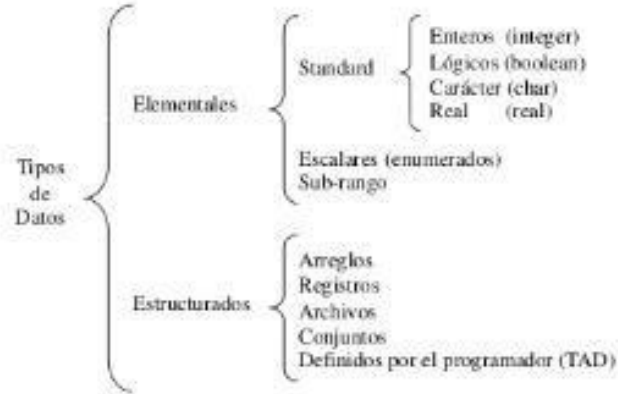 Tipos
de
Datos
Elementales
Standard
Enteros (integer)
Lógicos (boolean)
Carácter (char)
Real (real)
Escalares (enumerados)
Sub-rango
Estructurados
Arreglos
Registros
Archivos
Conjuntos
Definidos por el programador (TAD)